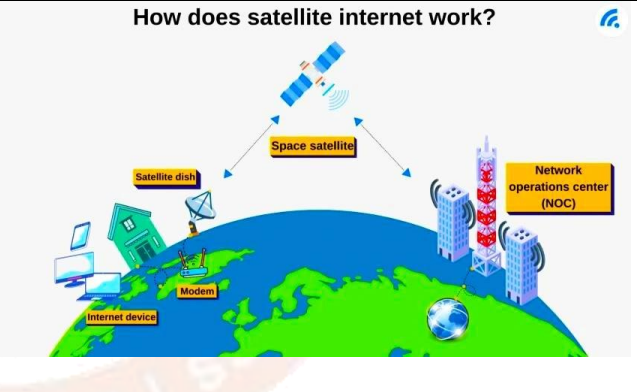 How does satellite internet work?
Space satellite
Satellite dish
Network
operations center
(NOC)
Modem
Internet device